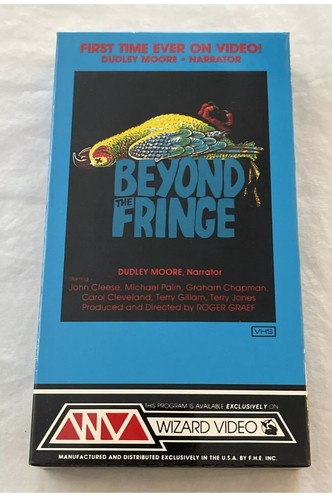 FIRST TIME EVER ON VIDEO!
DUDLEY MOORE • NARRATOR
BEYOND
THE
FRINGE
DUDLEY MOORE, Narrator
starring
John Cleese, Michael Palin, Graham Chapman,
Carol Cleveland, Terry Gillam, Terry Jones
Produced and Directed by ROGER GRAEF
VHS
THIS PROGRAM IS AVAILABLE EXCLUSIVELY ON
WV WIZARD VIDEO
MANUFACTURED AND DISTRIBUTED EXCLUSIVELY IN THE U.S.A. BY F.H.E. INC.